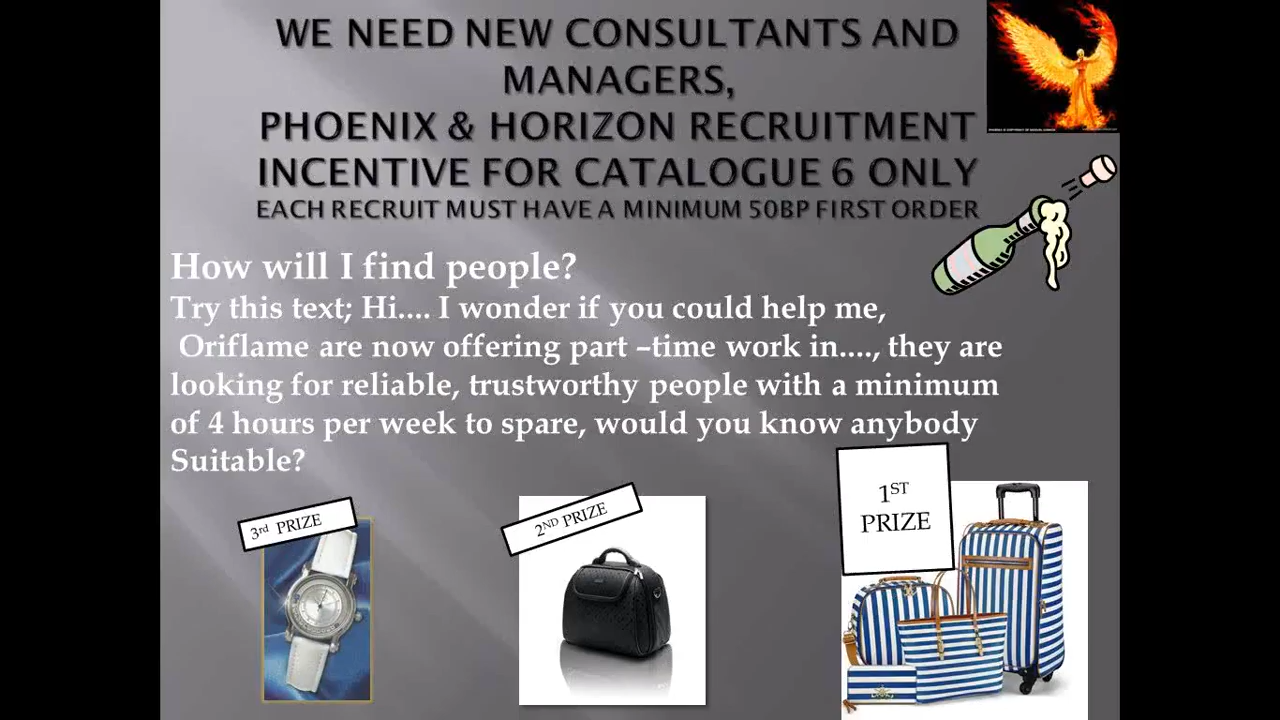 WE NEED NEW CONSULTANTS AND
MANAGERS,
PHOENIX & HORIZON RECRUITMENT
INCENTIVE FOR CATALOGUE 6 ONLY
EACH RECRUIT MUST HAVE A MINIMUM 50BP FIRST ORDER
How will I find people?
Try this text; Hi.... I wonder if you could help me,
Oriflame are now offering part –time work in...., they are
looking for reliable, trustworthy people with a minimum
of 4 hours per week to spare, would you know anybody
Suitable?
3rd PRIZE
2ND PRIZE
1ST
PRIZE